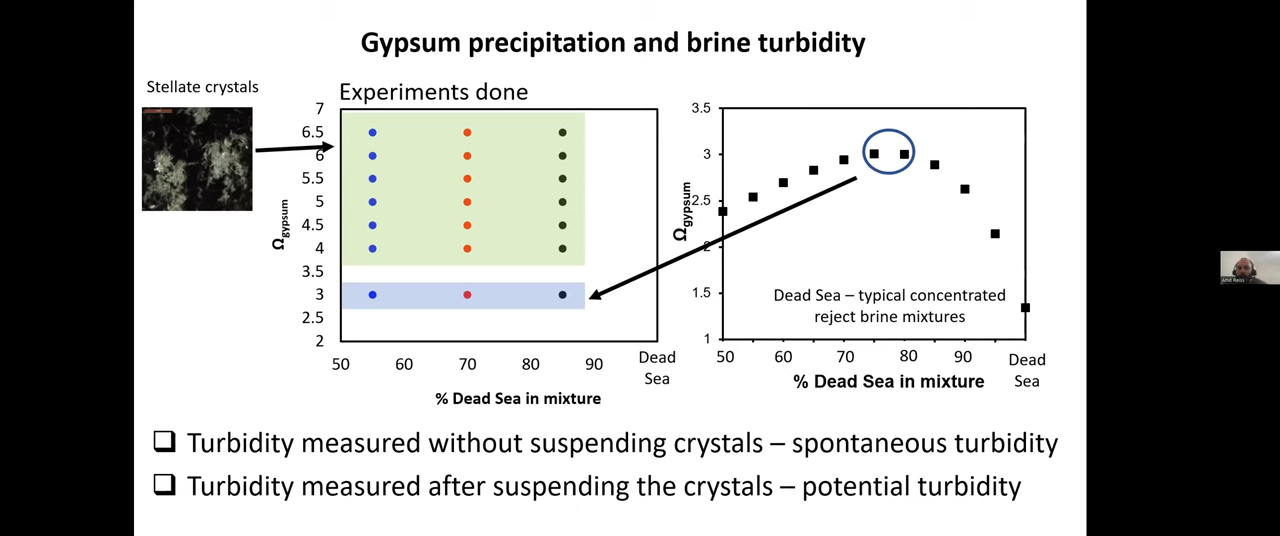 Gypsum precipitation and brine turbidity
Stellate crystals
Experiments done
7
6.5
6
5.5
5
4.5
4
3.5
3
2.5
2
Ωgypsum
50
60
70
80
90
Dead
Sea
% Dead Sea in mixture
3.5
3
2.5
2
1.5
1
Ωgypsum
Dead Sea – typical concentrated
reject brine mixtures
50
60
70
80
90
Dead
Sea
% Dead Sea in mixture
Turbidity measured without suspending crystals – spontaneous turbidity
Turbidity measured after suspending the crystals – potential turbidity
Amit Reiss